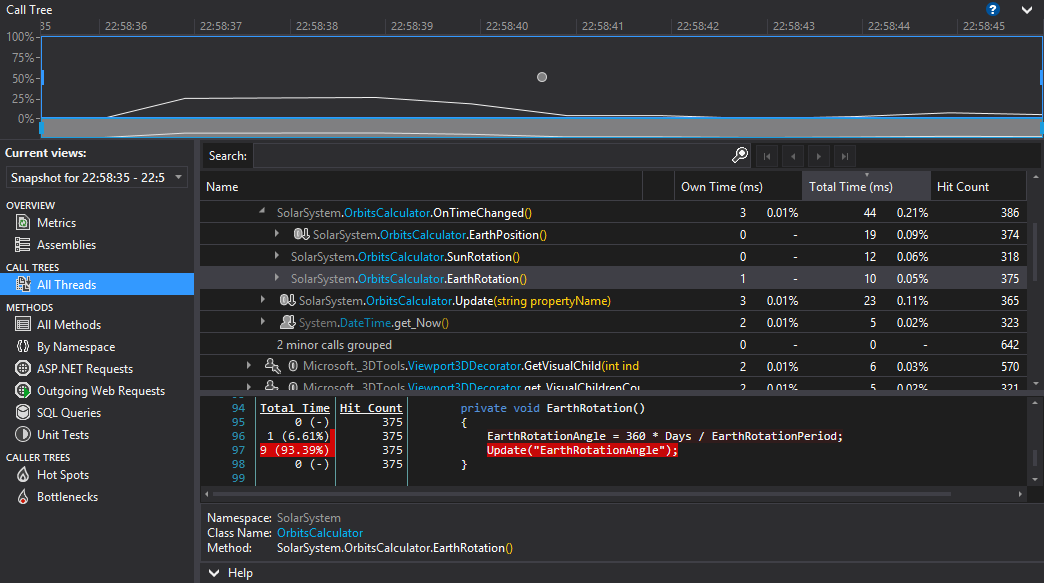 Call Tree ?
:35 22:58:36 22:58:37 22:58:38 22:58:39 22:58:40 22:58:41 22:58:42 22:58:43 22:58:44 22:58:45
100%
75%
50%
25%
0%
Current views:
Snapshot for 22:58:35 - 22:5
OVERVIEW
Metrics
Assemblies
CALL TREES
All Threads
METHODS
All Methods
By Namespace
ASP.NET Requests
Outgoing Web Requests
SQL Queries
Unit Tests
CALLER TREES
Hot Spots
Bottlenecks
Search:
Name Own Time (ms) Total Time (ms) Hit Count
SolarSystem.OrbitsCalculator.OnTimeChanged() 3 0.01% 44 0.21% 386
SolarSystem.OrbitsCalculator.EarthPosition() 0 - 19 0.09% 374
SolarSystem.OrbitsCalculator.SunRotation() 0 - 12 0.06% 318
SolarSystem.OrbitsCalculator.EarthRotation() 1 - 10 0.05% 375
SolarSystem.OrbitsCalculator.Update(string propertyName) 3 0.01% 23 0.11% 365
System.DateTime.get_Now() 2 0.01% 5 0.02% 323
2 minor calls grouped 0 - 0 - 642
Microsoft._3DTools.Viewport3DDecorator.GetVisualChild(int ind 2 0.01% 6 0.03% 570
Microsoft._3DTools.Viewport3DDecorator.get_VisualChildrenCou 2 0.01% 5 0.02% 321
94 Total Time Hit Count private void EarthRotation()
95 0 (-) 375 {
96 1 (6.61%) 375 EarthRotationAngle = 360 * Days / EarthRotationPeriod;
97 9 (93.39%) 375 Update("EarthRotationAngle");
98 0 (-) 375 }
99
Namespace: SolarSystem
Class Name: OrbitsCalculator
Method: SolarSystem.OrbitsCalculator.EarthRotation()
Help